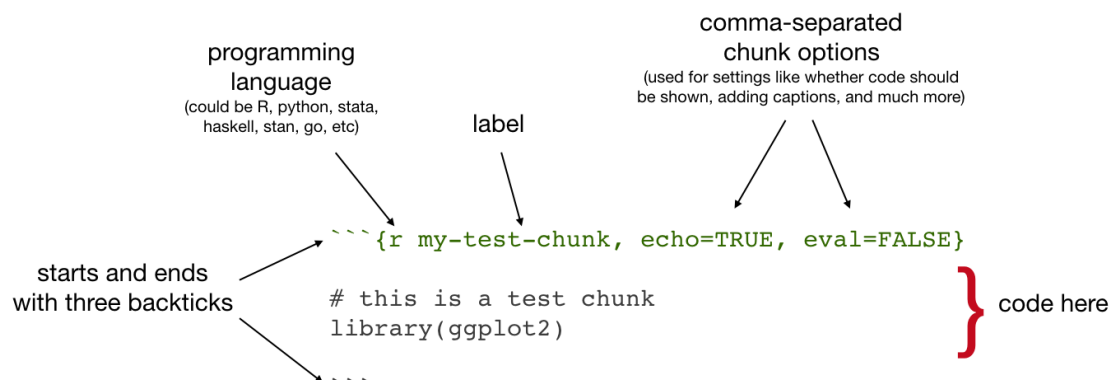 comma-separated
chunk options
(used for settings like whether code should
be shown, adding captions, and much more)
programming
language
(could be R, python, stata,
haskell, stan, go, etc)
label
```{r my-test-chunk, echo=TRUE, eval=FALSE}
starts and ends
with three backticks
# this is a test chunk
library(ggplot2)
} code here
```